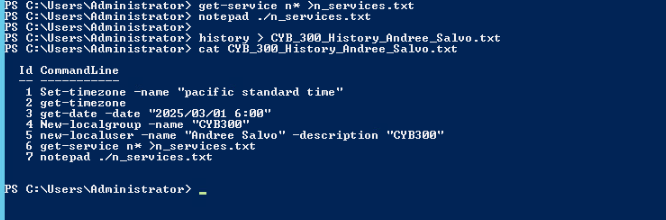 PS C:\Users\Administrator> get-service n* >n_services.txt
PS C:\Users\Administrator> notepad ./n_services.txt
PS C:\Users\Administrator>
PS C:\Users\Administrator> history > CYB_300_History_Andree_Salvo.txt
PS C:\Users\Administrator> cat CYB_300_History_Andree_Salvo.txt
Id CommandLine
-- -----------
1 Set-timezone -name "pacific standard time"
2 get-timezone
3 get-date -date "2025/03/01 6:00"
4 New-localgroup -name "CYB300"
5 new-localuser -name "Andree Salvo" -description "CYB300"
6 get-service n* >n_services.txt
7 notepad ./n_services.txt
PS C:\Users\Administrator> _